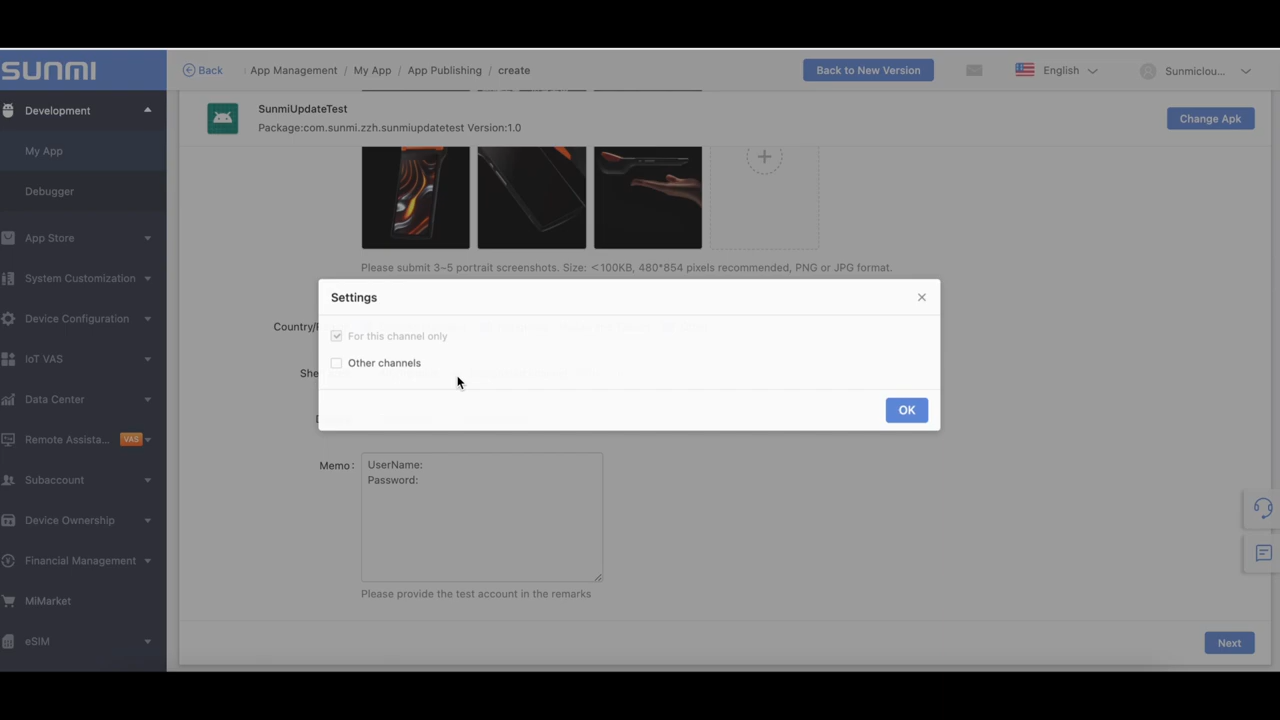 SUNMI
Back
App Management / My App / App Publishing / create
Back to New Version
English
Sunmiclou...
Development
My App
Debugger
App Store
System Customization
Device Configuration
IoT VAS
Data Center
Remote Assista... VAS
Subaccount
Device Ownership
Financial Management
MiMarket
eSIM
SunmiUpdateTest
Package:com.sunmi.zzh.sunmiupdatetest Version:1.0
Change Apk
Please submit 3~5 portrait screenshots. Size: <100KB, 480*854 pixels recommended, PNG or JPG format.
Settings
For this channel only
Other channels
OK
Memo:
UserName:
Password:
Please provide the test account in the remarks
Next